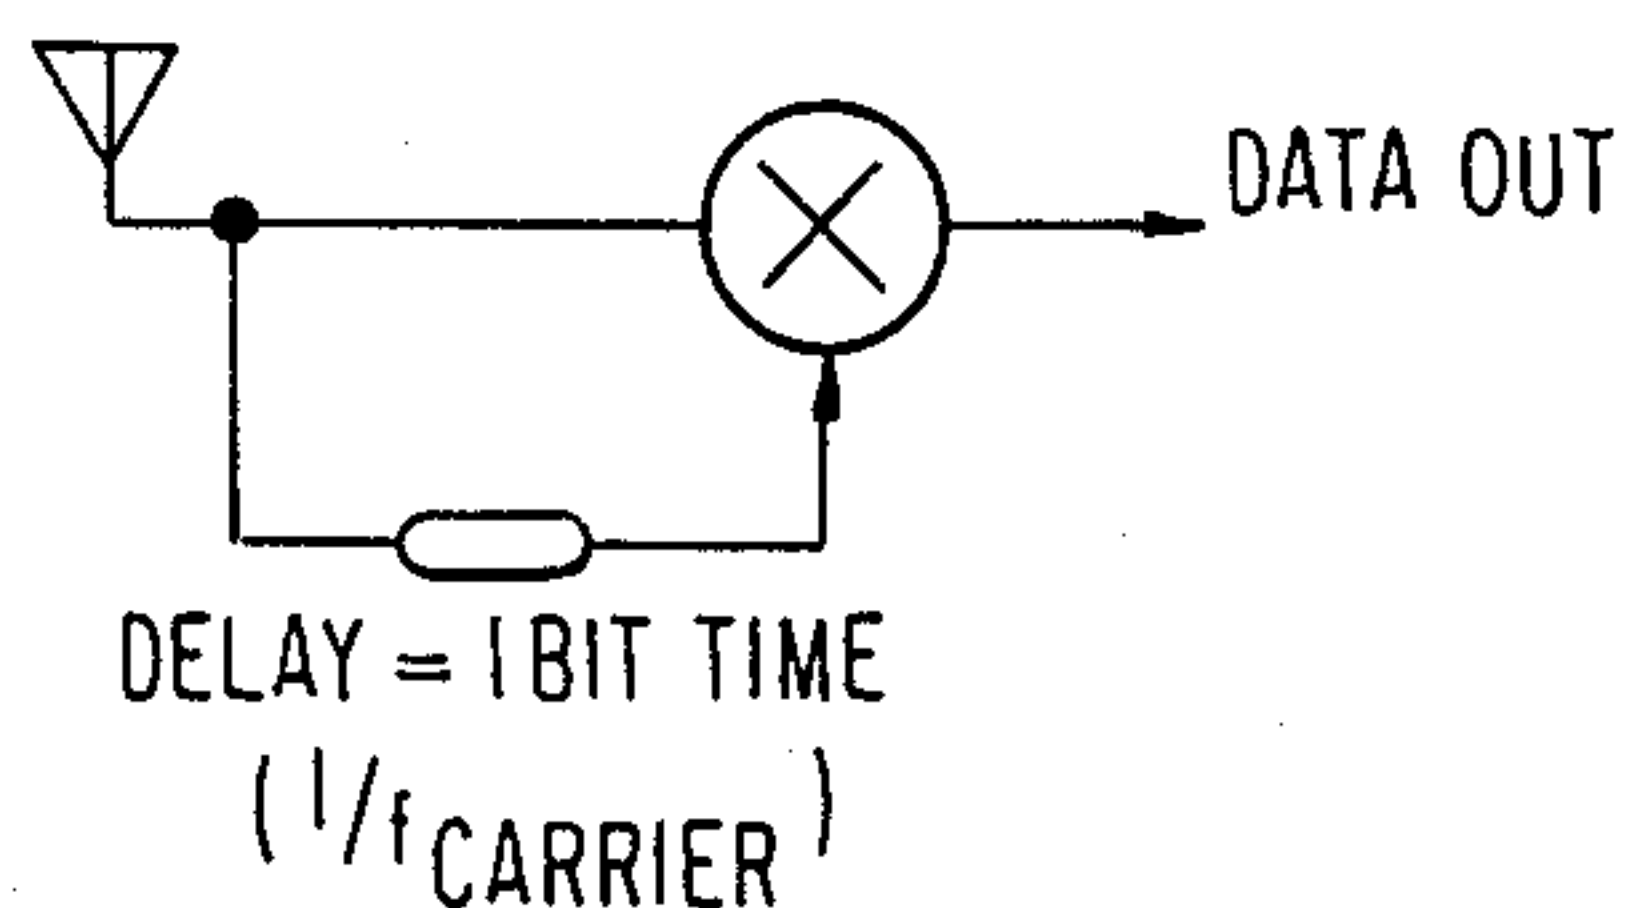 DATA OUT
DELAY = 1 BIT TIME
(1/fCARRIER)